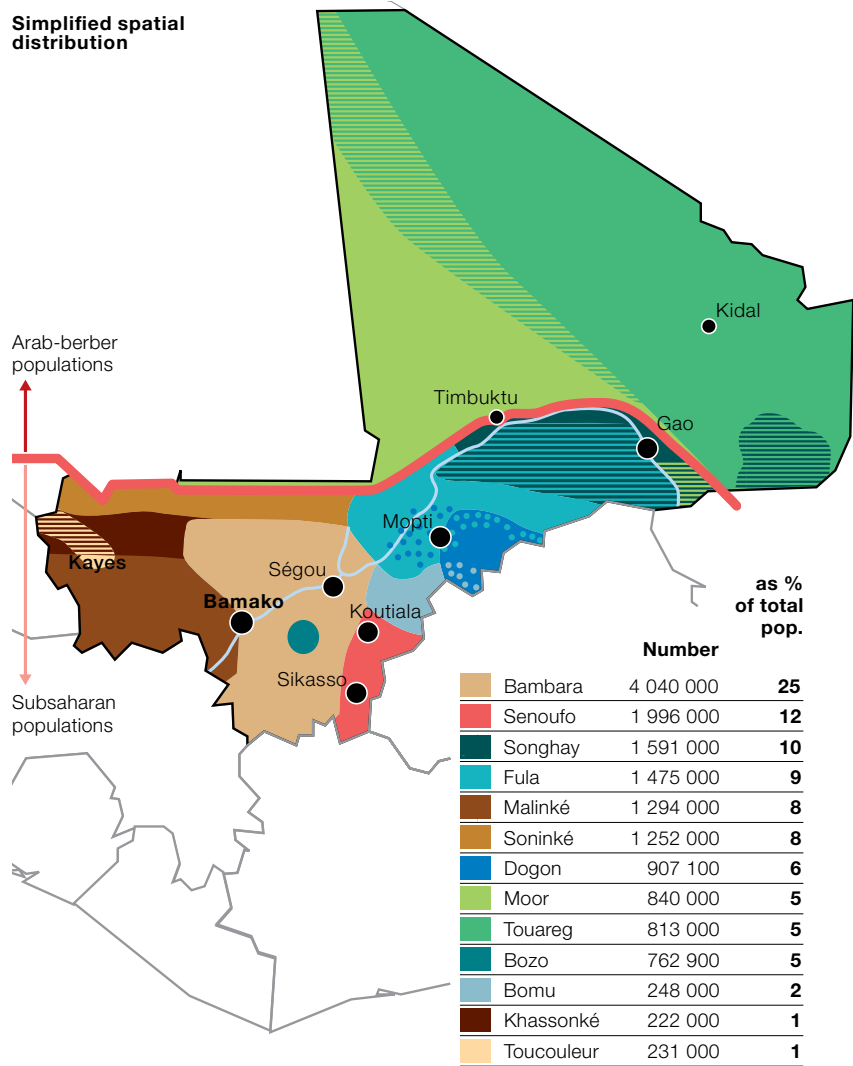 Simplified spatial
distribution
Kidal
Arab-berber
populations
Timbuktu
Gao
Mopti
Kayes
Ségou
Bamako
Koutiala
Sikasso
Subsaharan
populations
as %
of total
pop.
Number
Bambara 4 040 000 25
Senoufo 1 996 000 12
Songhay 1 591 000 10
Fula 1 475 000 9
Malinké 1 294 000 8
Soninké 1 252 000 8
Dogon 907 100 6
Moor 840 000 5
Touareg 813 000 5
Bozo 762 900 5
Bomu 248 000 2
Khassonké 222 000 1
Toucouleur 231 000 1